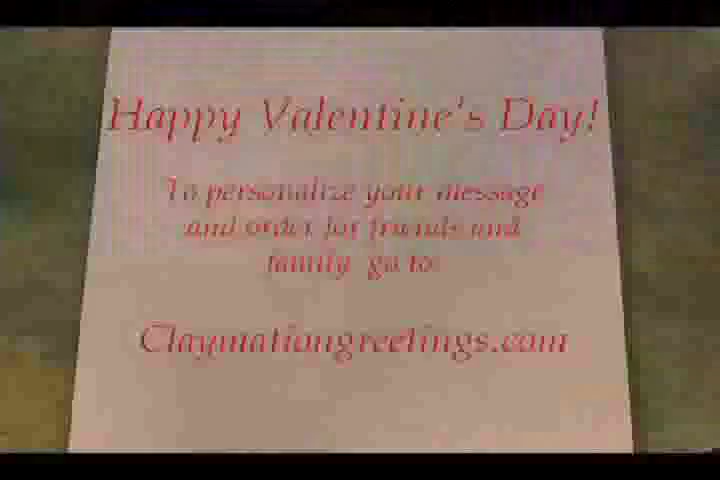 Happy Valentine's Day!
To personalize your message
and order for friends and
family go to:
Claymationgreetings.com